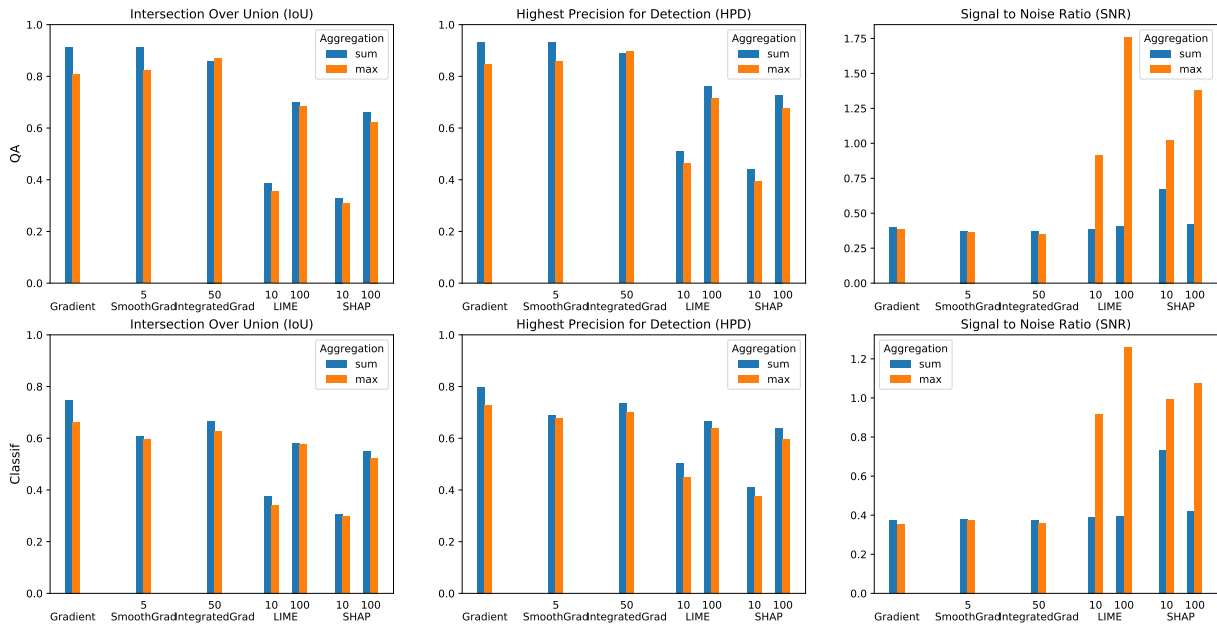 Intersection Over Union (IoU)
1.0
0.8
0.6
0.4
0.2
0.0
QA
Aggregation
sum
max
5 50 10 100 10 100
Gradient SmoothGrad IntegratedGrad LIME SHAP
Highest Precision for Detection (HPD)
1.0
0.8
0.6
0.4
0.2
0.0
Aggregation
sum
max
5 50 10 100 10 100
Gradient SmoothGrad IntegratedGrad LIME SHAP
Signal to Noise Ratio (SNR)
1.75
1.50
1.25
1.00
0.75
0.50
0.25
0.00
Aggregation
sum
max
5 50 10 100 10 100
Gradient SmoothGrad IntegratedGrad LIME SHAP
Intersection Over Union (IoU)
1.0
0.8
0.6
0.4
0.2
0.0
Classif
Aggregation
sum
max
5 50 10 100 10 100
Gradient SmoothGrad IntegratedGrad LIME SHAP
Highest Precision for Detection (HPD)
1.0
0.8
0.6
0.4
0.2
0.0
Aggregation
sum
max
5 50 10 100 10 100
Gradient SmoothGrad IntegratedGrad LIME SHAP
Signal to Noise Ratio (SNR)
1.2
1.0
0.8
0.6
0.4
0.2
0.0
Aggregation
sum
max
5 50 10 100 10 100
Gradient SmoothGrad IntegratedGrad LIME SHAP